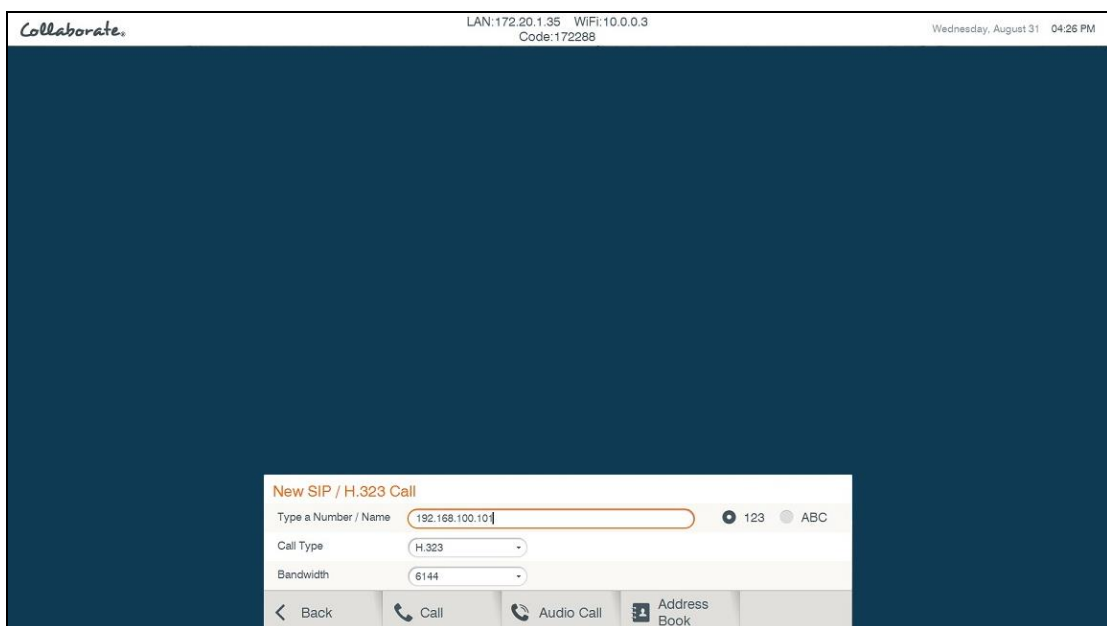 Collaborate®
LAN:172.20.1.35 WiFi:10.0.0.3
Code:172288
Wednesday, August 31 04:26 PM
New SIP / H.323 Call
Type a Number / Name 192.168.100.101 123 ABC
Call Type H.323
Bandwidth 6144
Back Call Audio Call Address
Book